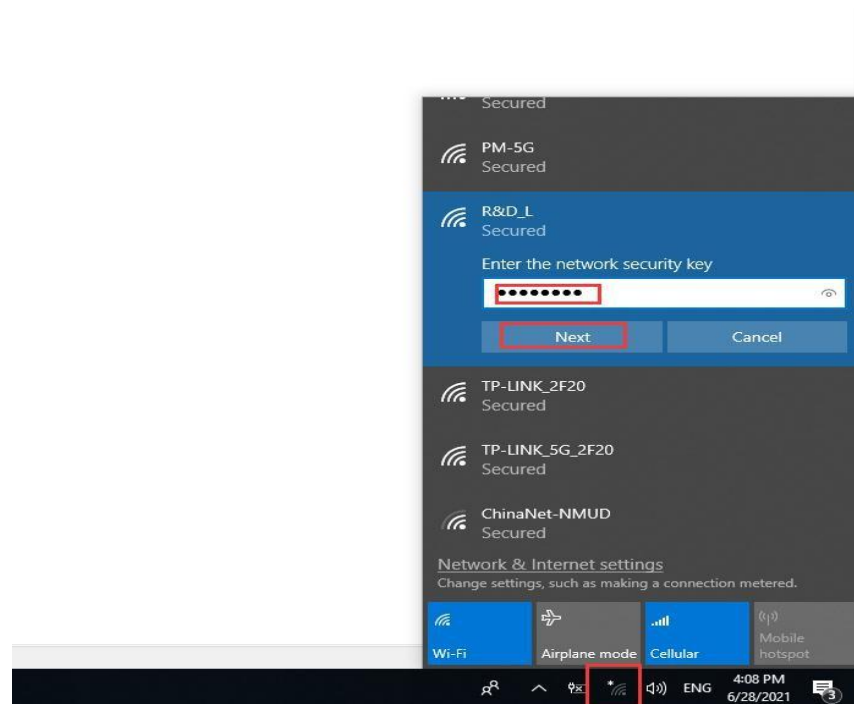 Secured
PM-5G
Secured
R&D_L
Secured
Enter the network security key
Next Cancel
TP-LINK_2F20
Secured
TP-LINK_5G_2F20
Secured
ChinaNet-NMUD
Secured
Network & Internet settings
Change settings, such as making a connection metered.
Wi-Fi
Airplane mode
Cellular
Mobile
hotspot
ENG
4:08 PM
6/28/2021
3